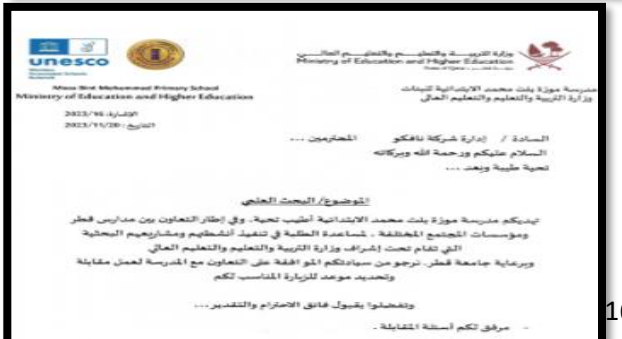 unesco
وزارة التربية والتعليم والتعليم العالي
Ministry of Education and Higher Education
Moza Bint Mohammad Primary School
Ministry of Education and Higher Education
مدرسة موزة بنت محمد الابتدائية للبنات
وزارة التربية والتعليم والتعليم العالي
الإشارة: 16/2023
التاريخ: 20/11/2023
السادة / إدارة شركة نافكو المحترمين ...
السلام عليكم ورحمة الله وبركاته
تحية طيبة وبعد ...
الموضوع/ البحث العلمي
تهديكم مدرسة موزة بنت محمد الابتدائية أطيب تحية، وفي إطار التعاون بين مدارس قطر
ومؤسسات المجتمع المختلفة ، لمساعدة الطلبة في تنفيذ أنشطتهم ومشاريعهم البحثية
التي تقام تحت إشراف وزارة التربية والتعليم والتعليم العالي
وبرعاية جامعة قطر، نرجو من سيادتكم الموافقة على التعاون مع المدرسة لعمل مقابلة
وتحديد موعد للزيارة المناسب لكم
وتفضلوا بقبول فائق الاحترام والتقدير ...
- مرفق لكم أسئلة المقابلة .